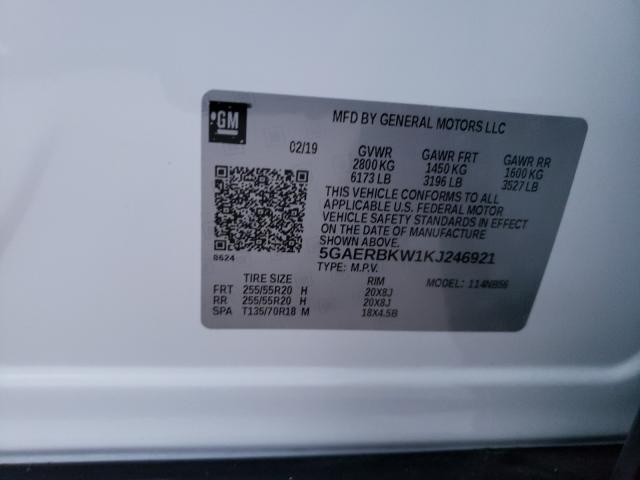 GM
MFD BY GENERAL MOTORS LLC
02/19 GVWR GAWR FRT GAWR RR
2800 KG 1450 KG 1600 KG
6173 LB 3196 LB 3527 LB
THIS VEHICLE CONFORMS TO ALL
APPLICABLE U.S. FEDERAL MOTOR
VEHICLE SAFETY STANDARDS IN EFFECT
ON THE DATE OF MANUFACTURE
SHOWN ABOVE.
8624
5GAERBKW1KJ246921
TYPE: M.P.V.
TIRE SIZE RIM MODEL: 114NB56
FRT 255/55R20 H 20X8J
RR 255/55R20 H 20X8J
SPA T135/70R18 M 18X4.5B